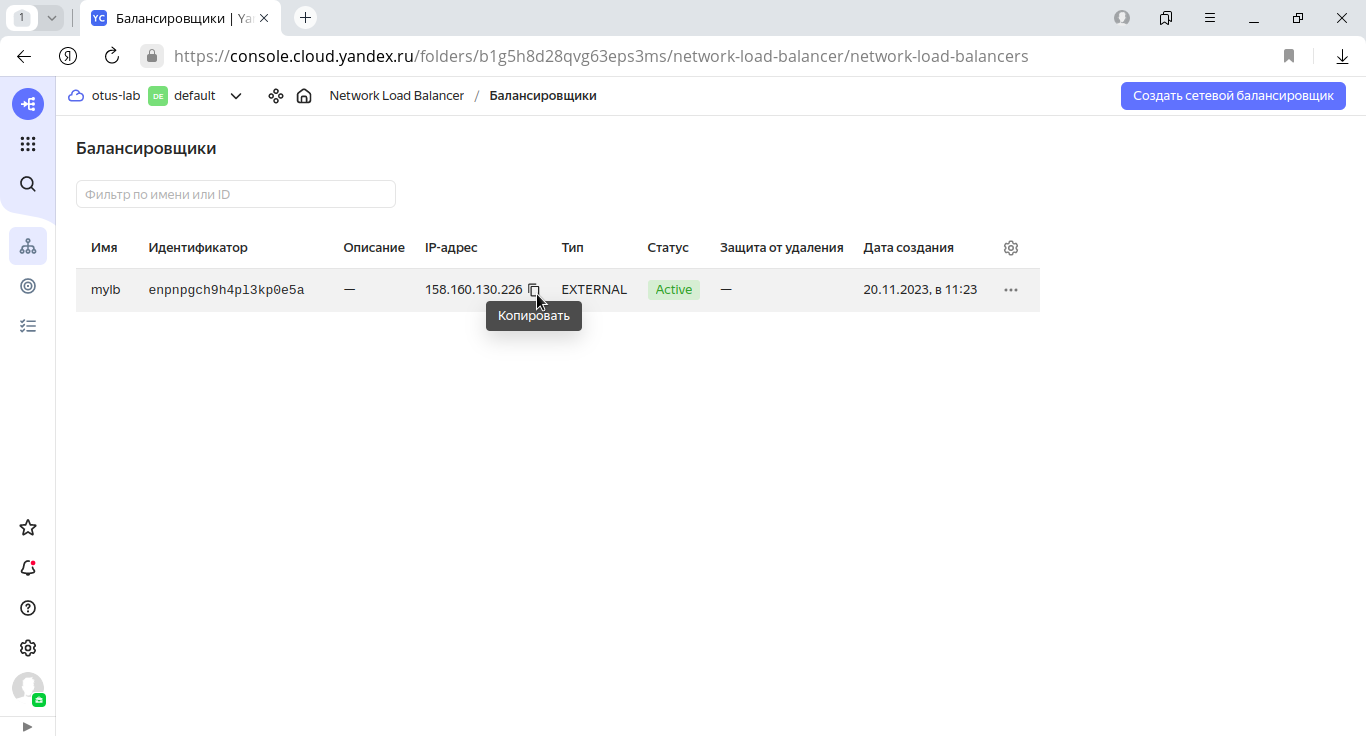 1
YC Балансировщики | Ya
https://console.cloud.yandex.ru/folders/b1g5h8d28qvg63eps3ms/network-load-balancer/network-load-balancers
otus-lab DE default Network Load Balancer / Балансировщики Создать сетевой балансировщик
Балансировщики
Фильтр по имени или ID
Имя Идентификатор Описание IP-адрес Тип Статус Защита от удаления Дата создания
mylb enpnpgch9h4pl3kp0e5a — 158.160.130.226 EXTERNAL Active — 20.11.2023, в 11:23
Копировать